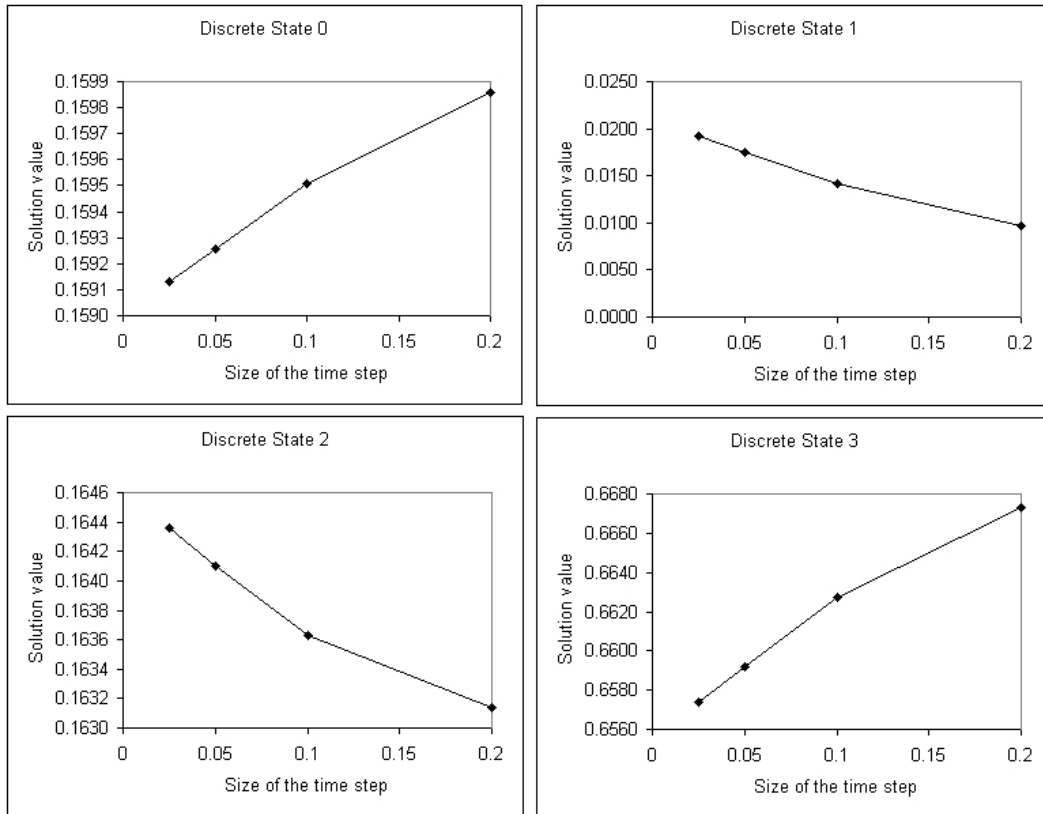 Discrete State 0
Solution value
0.1599
0.1598
0.1597
0.1596
0.1595
0.1594
0.1593
0.1592
0.1591
0.1590
0 0.05 0.1 0.15 0.2
Size of the time step
Discrete State 1
Solution value
0.0250
0.0200
0.0150
0.0100
0.0050
0.0000
0 0.05 0.1 0.15 0.2
Size of the time step
Discrete State 2
Solution value
0.1646
0.1644
0.1642
0.1640
0.1638
0.1636
0.1634
0.1632
0.1630
0 0.05 0.1 0.15 0.2
Size of the time step
Discrete State 3
Solution value
0.6680
0.6660
0.6640
0.6620
0.6600
0.6580
0.6560
0 0.05 0.1 0.15 0.2
Size of the time step